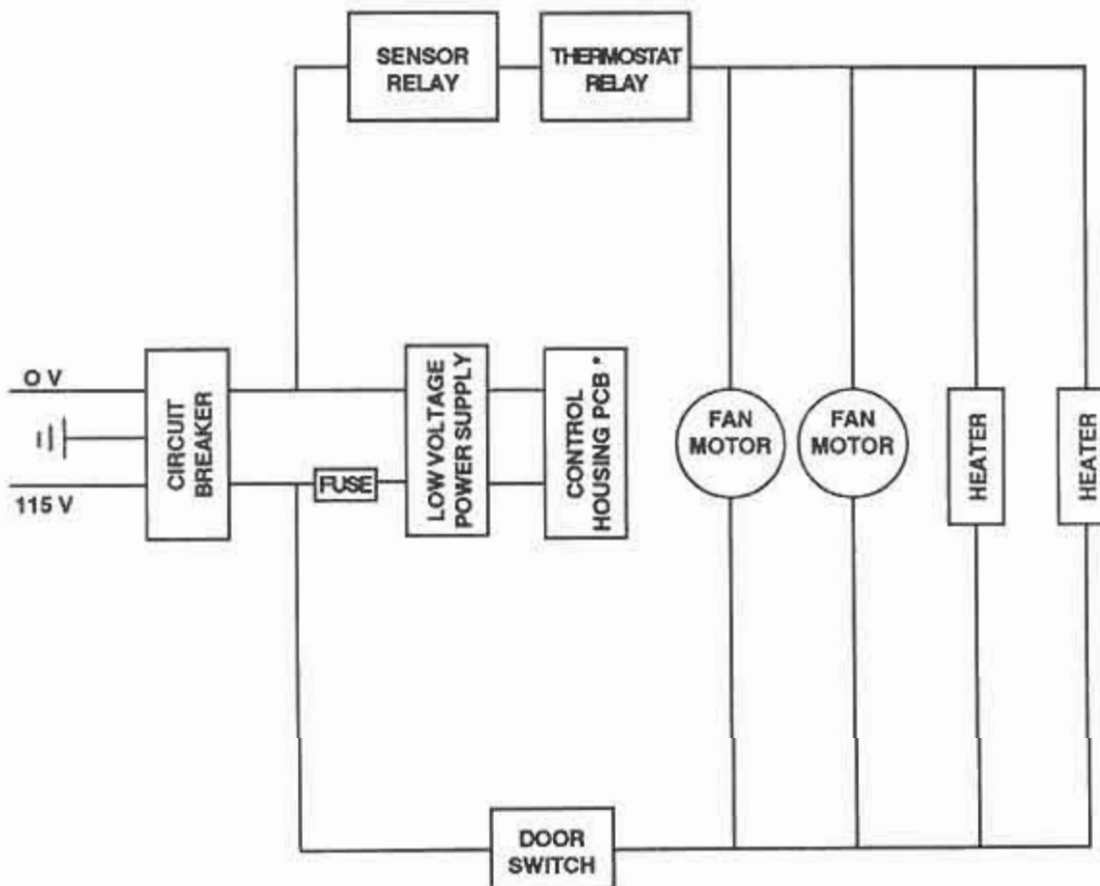 SENSOR
RELAY
THERMOSTAT
RELAY
O V
115 V
CIRCUIT
BREAKER
FUSE
LOW VOLTAGE
POWER SUPPLY
CONTROL
HOUSING PCB *
FAN
MOTOR
FAN
MOTOR
HEATER
HEATER
DOOR
SWITCH